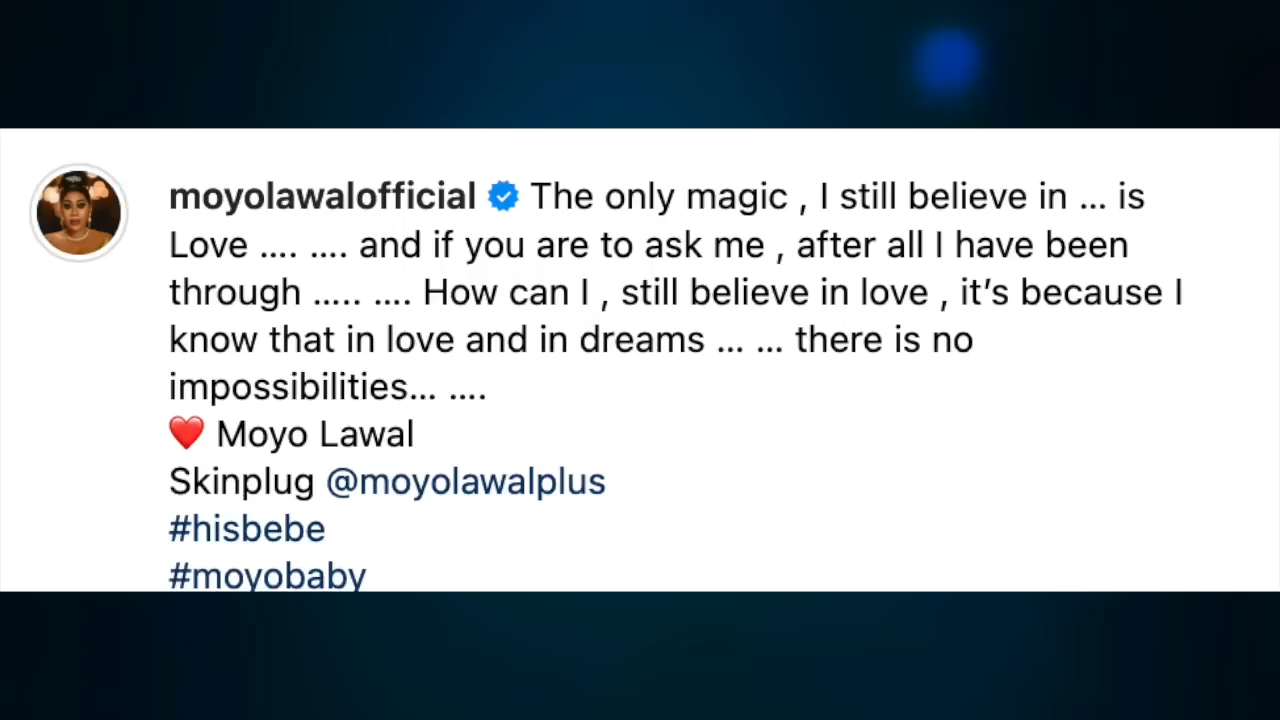 moyolawalofficial The only magic , I still believe in ... is
Love .... .... and if you are to ask me , after all I have been
through ..... .... How can I , still believe in love , it’s because I
know that in love and in dreams ... ... there is no
impossibilities... ....
❤️ Moyo Lawal
Skinplug @moyolawalplus
#hisbebe
#moyobaby